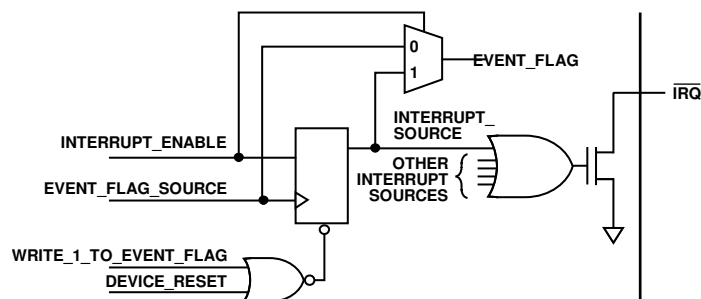 0
EVENT_FLAG
1
IRQ
INTERRUPT_
SOURCE
INTERRUPT_ENABLE
OTHER
INTERRUPT
SOURCES
EVENT_FLAG_SOURCE
WRITE_1_TO_EVENT_FLAG
DEVICE_RESET